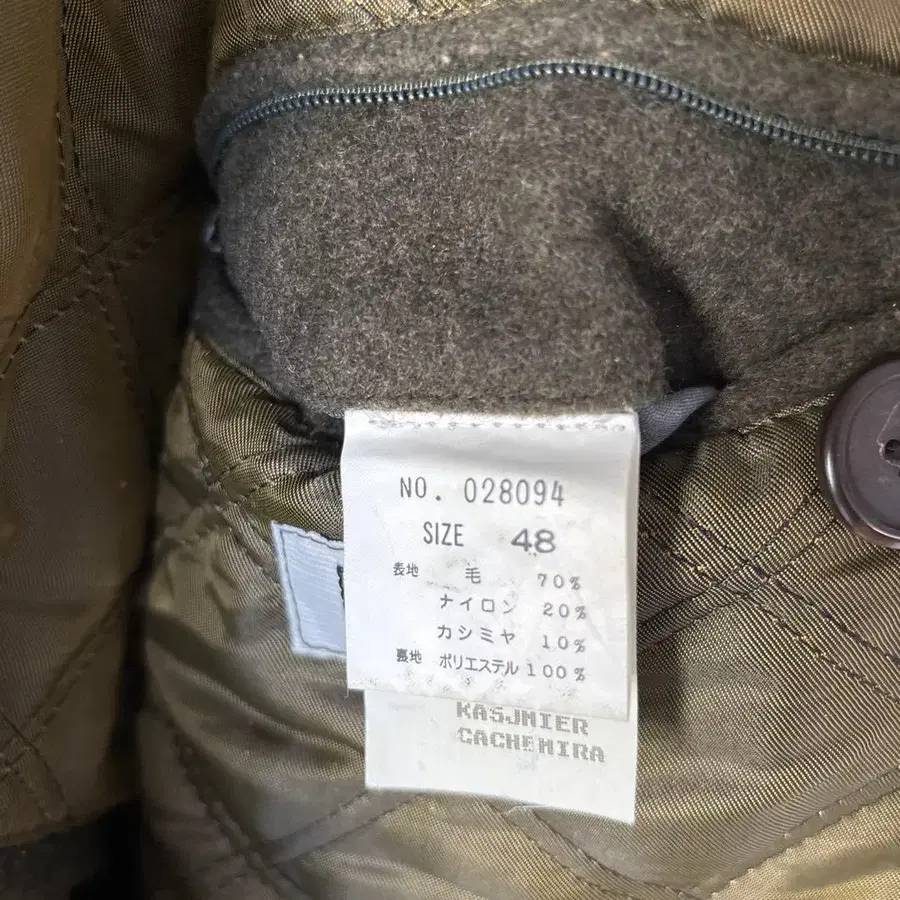 NO. 028094
SIZE 48
表地 毛 70%
ナイロン 20%
カシミヤ 10%
裏地 ポリエステル 100%
KASJMIER
CACHEMIRA